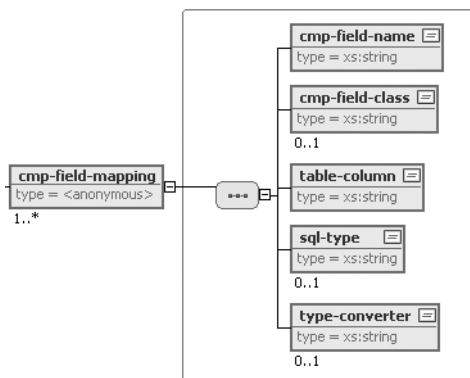 cmp-field-name
type = xs:string
cmp-field-class
type = xs:string
0..1
cmp-field-mapping
type = <anonymous>
1..*
table-column
type = xs:string
sql-type
type = xs:string
0..1
type-converter
type = xs:string
0..1